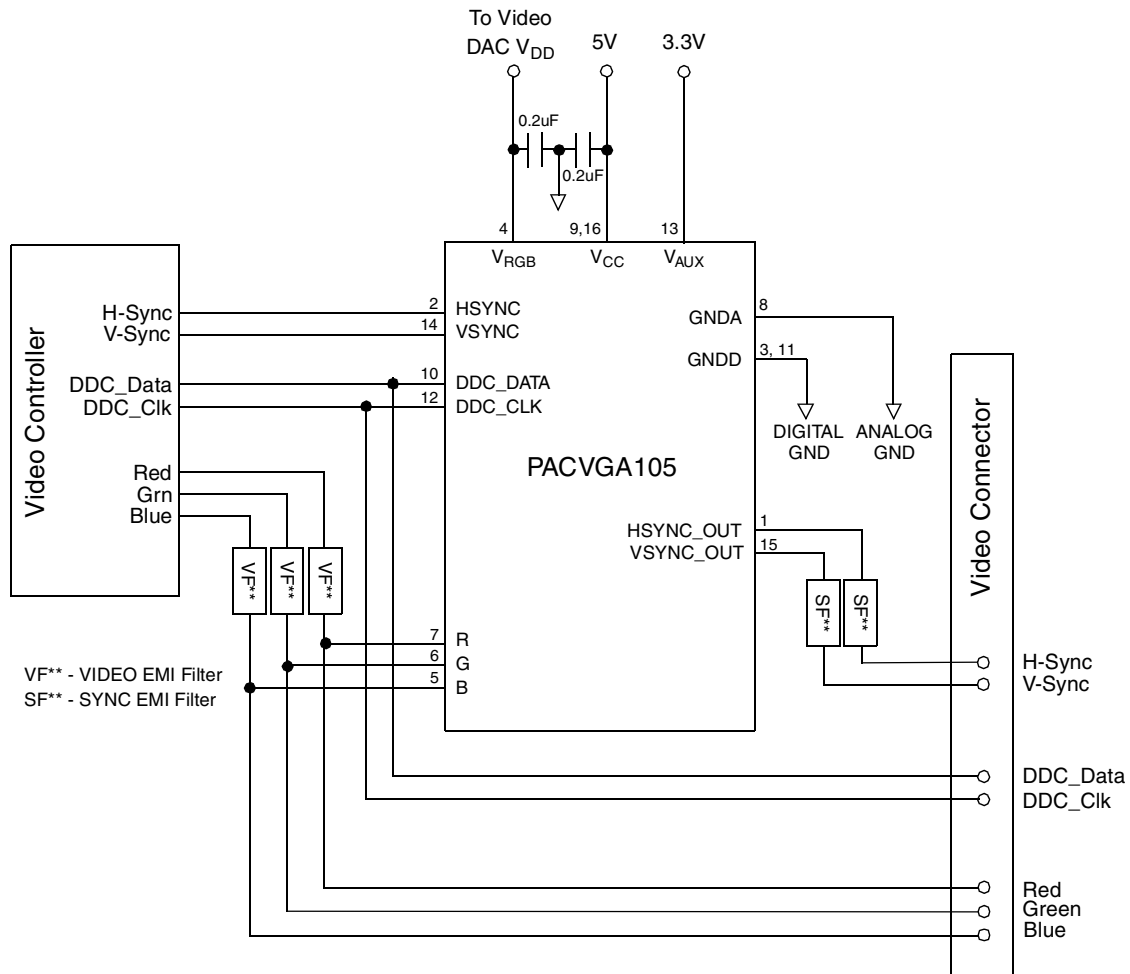 To Video
DAC VDD
5V
3.3V
0.2uF
0.2uF
4
9,16
13
VRGB
VCC
VAUX
Video Controller
H-Sync
V-Sync
DDC_Data
DDC_Clk
Red
Grn
Blue
2
HSYNC
14
VSYNC
10
DDC_DATA
12
DDC_CLK
GNDA
8
GNDD
3, 11
DIGITAL
GND
ANALOG
GND
PACVGA105
HSYNC_OUT
1
VSYNC_OUT
15
VF**
VF**
VF**
SF**
SF**
7
R
6
G
5
B
VF** - VIDEO EMI Filter
SF** - SYNC EMI Filter
Video Connector
H-Sync
V-Sync
DDC_Data
DDC_Clk
Red
Green
Blue